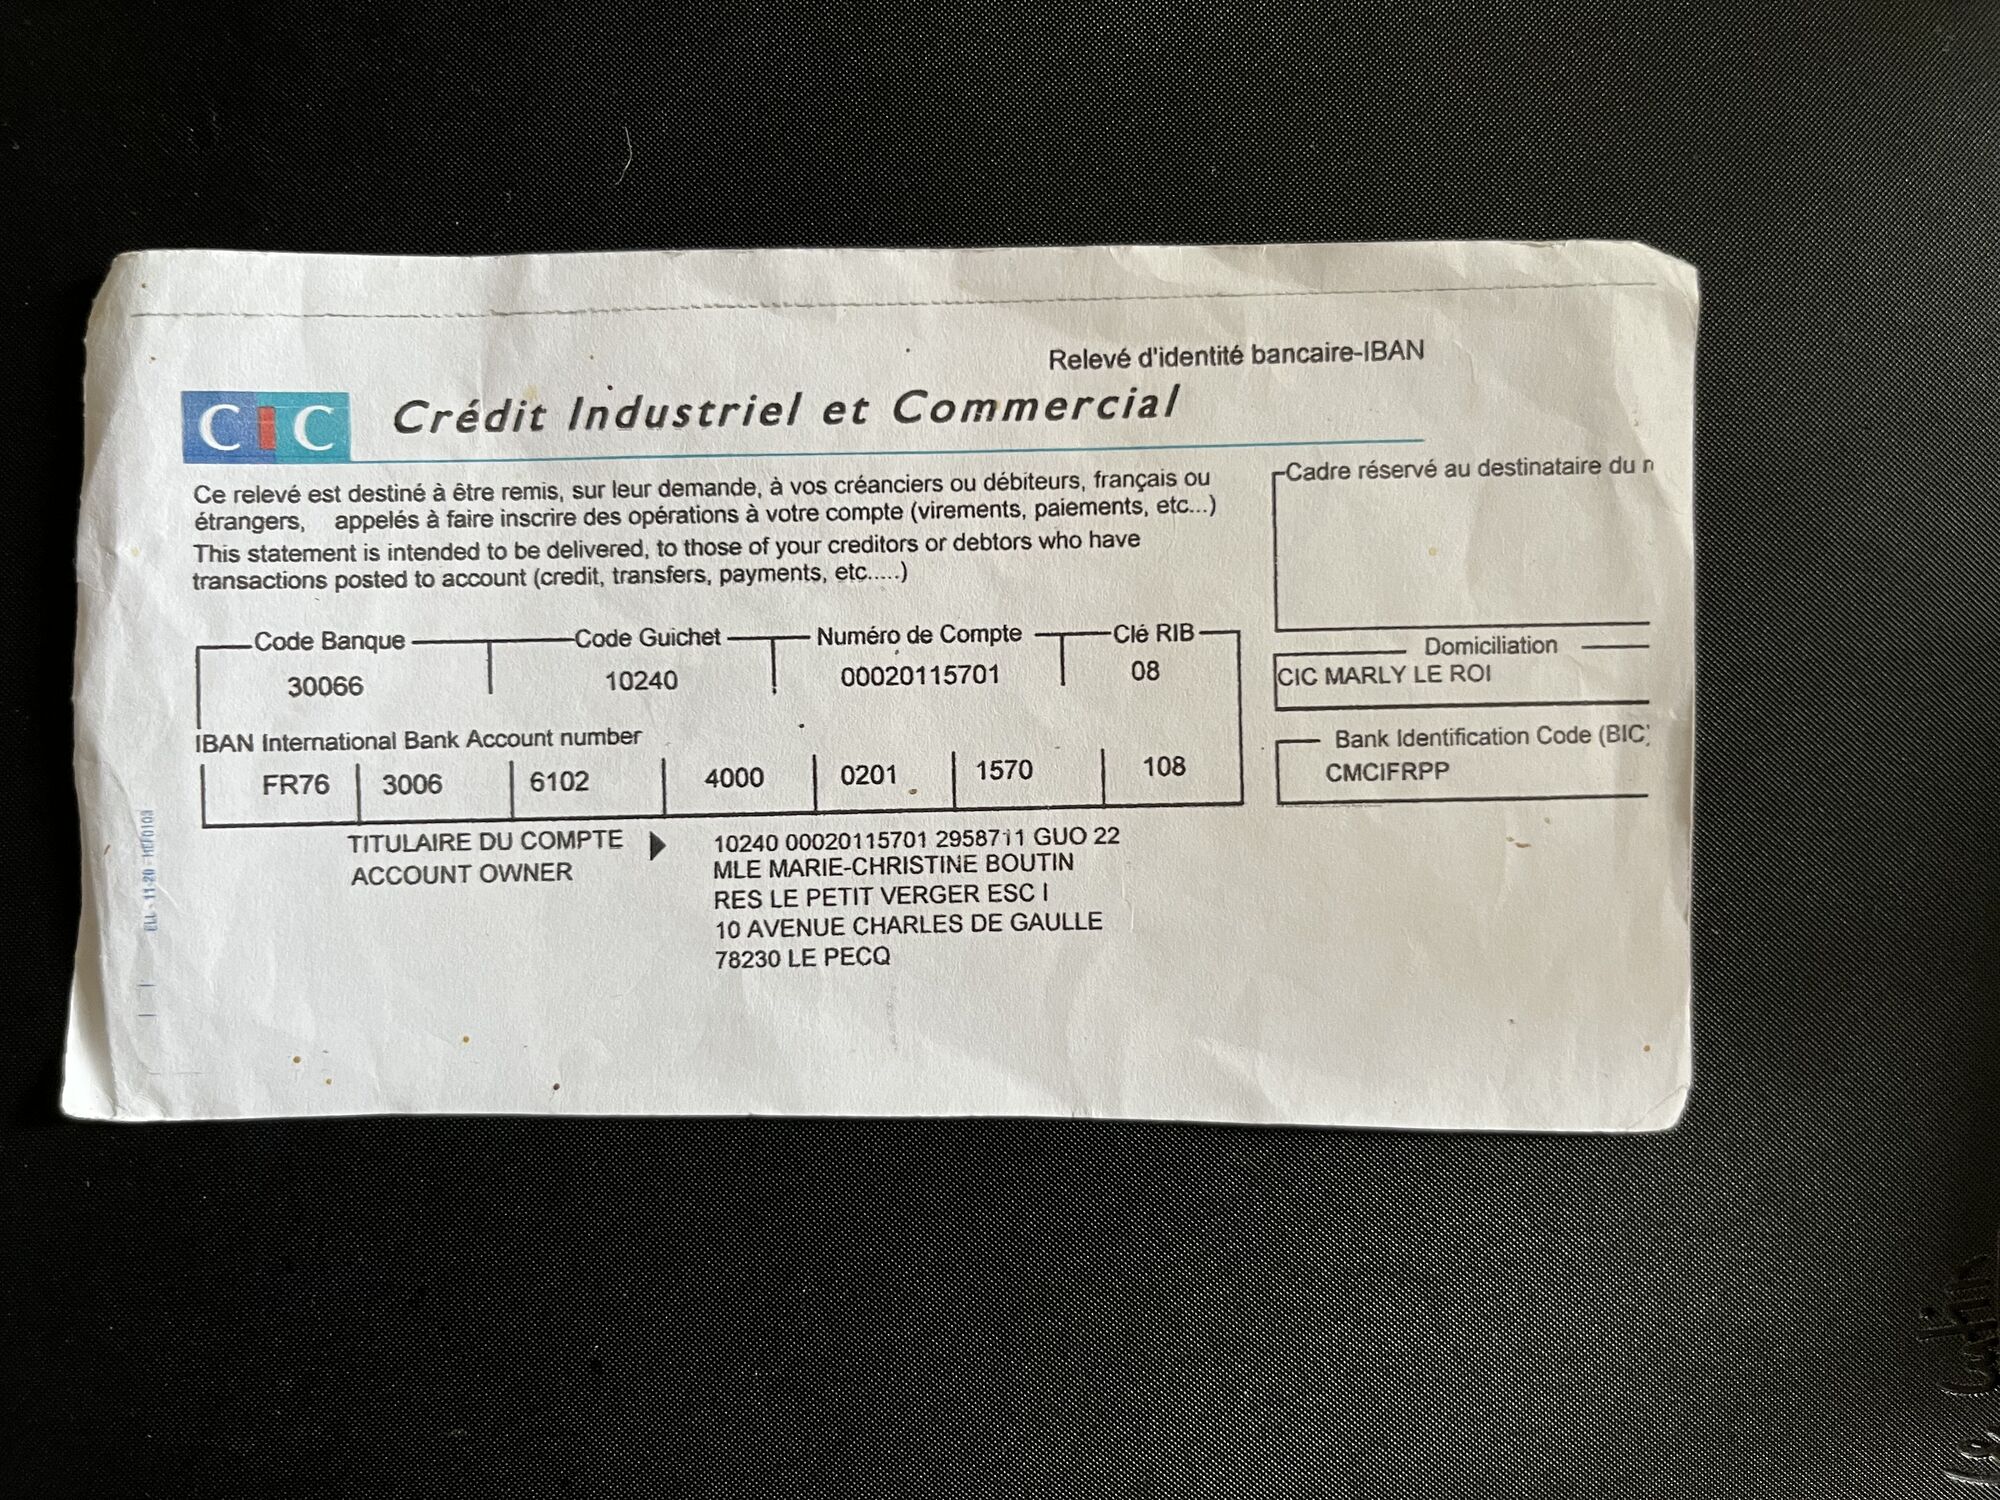 Relevé d'identité bancaire-IBAN
CIC Crédit Industriel et Commercial
Ce relevé est destiné à être remis, sur leur demande, à vos créanciers ou débiteurs, français ou
étrangers, appelés à faire inscrire des opérations à votre compte (virements, paiements, etc...)
This statement is intended to be delivered, to those of your creditors or debtors who have
transactions posted to account (credit, transfers, payments, etc.....)
Cadre réservé au destinataire du
Code Banque Code Guichet Numéro de Compte Clé RIB
30066 10240 00020115701 08
Domiciliation
CIC MARLY LE ROI
IBAN International Bank Account number
FR76 3006 6102 4000 0201 1570 108
Bank Identification Code (BIC)
CMCIFRPP
TITULAIRE DU COMPTE
ACCOUNT OWNER
10240 00020115701 2958711 GUO 22
MLE MARIE-CHRISTINE BOUTIN
RES LE PETIT VERGER ESC I
10 AVENUE CHARLES DE GAULLE
78230 LE PECQ